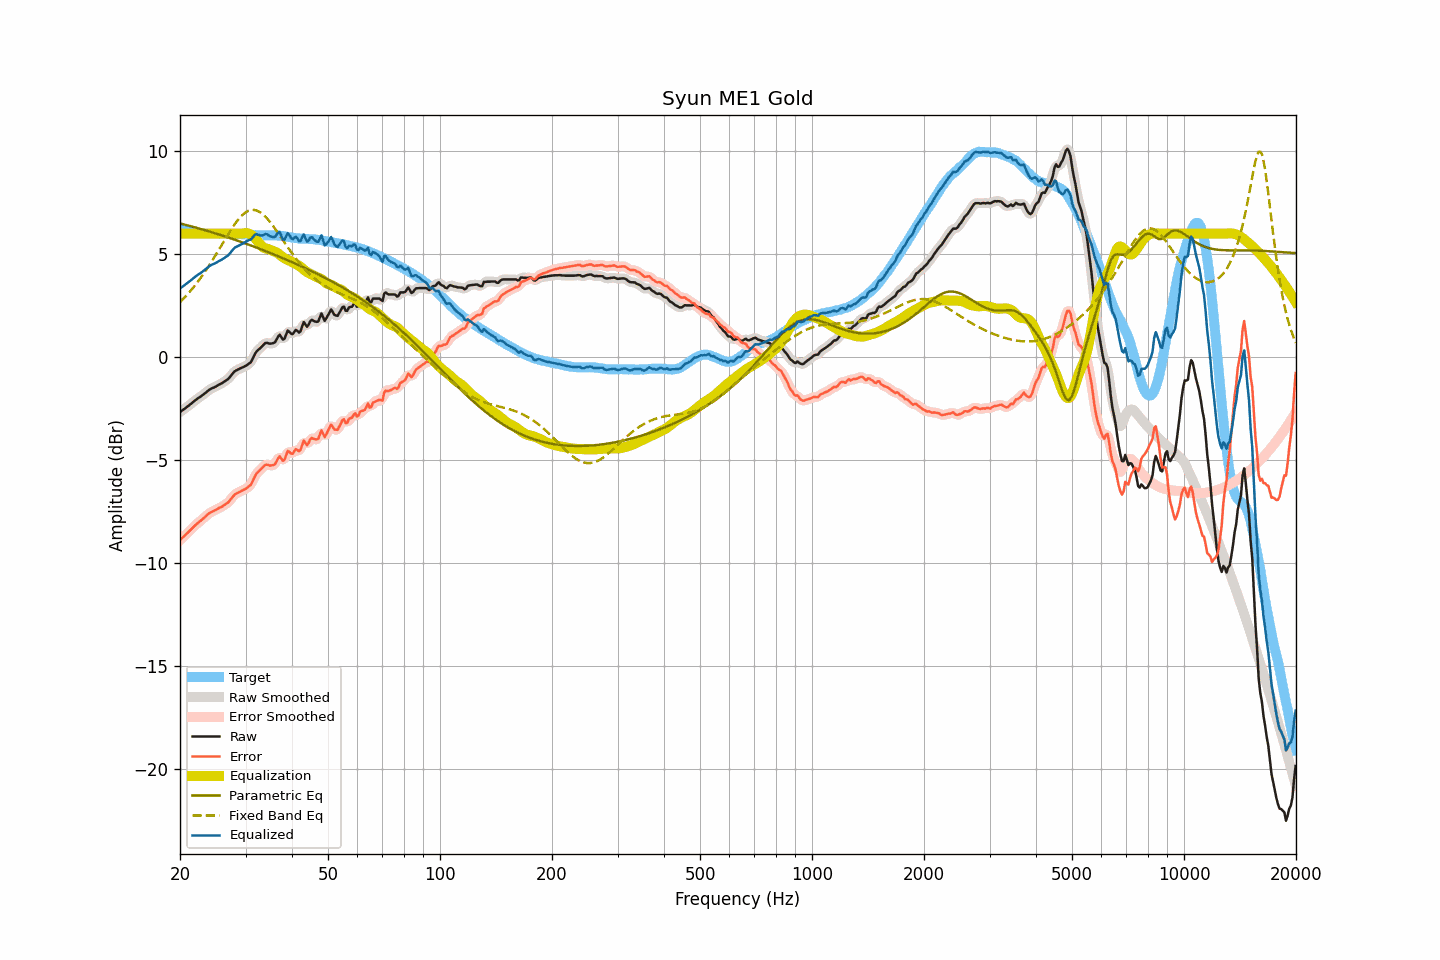 Syun ME1 Gold
10
5
0
−5
−10
−15
−20
Amplitude (dBr)
Target
Raw Smoothed
Error Smoothed
Raw
Error
Equalization
Parametric Eq
Fixed Band Eq
Equalized
20 50 100 200 500 1000 2000 5000 10000 20000
Frequency (Hz)